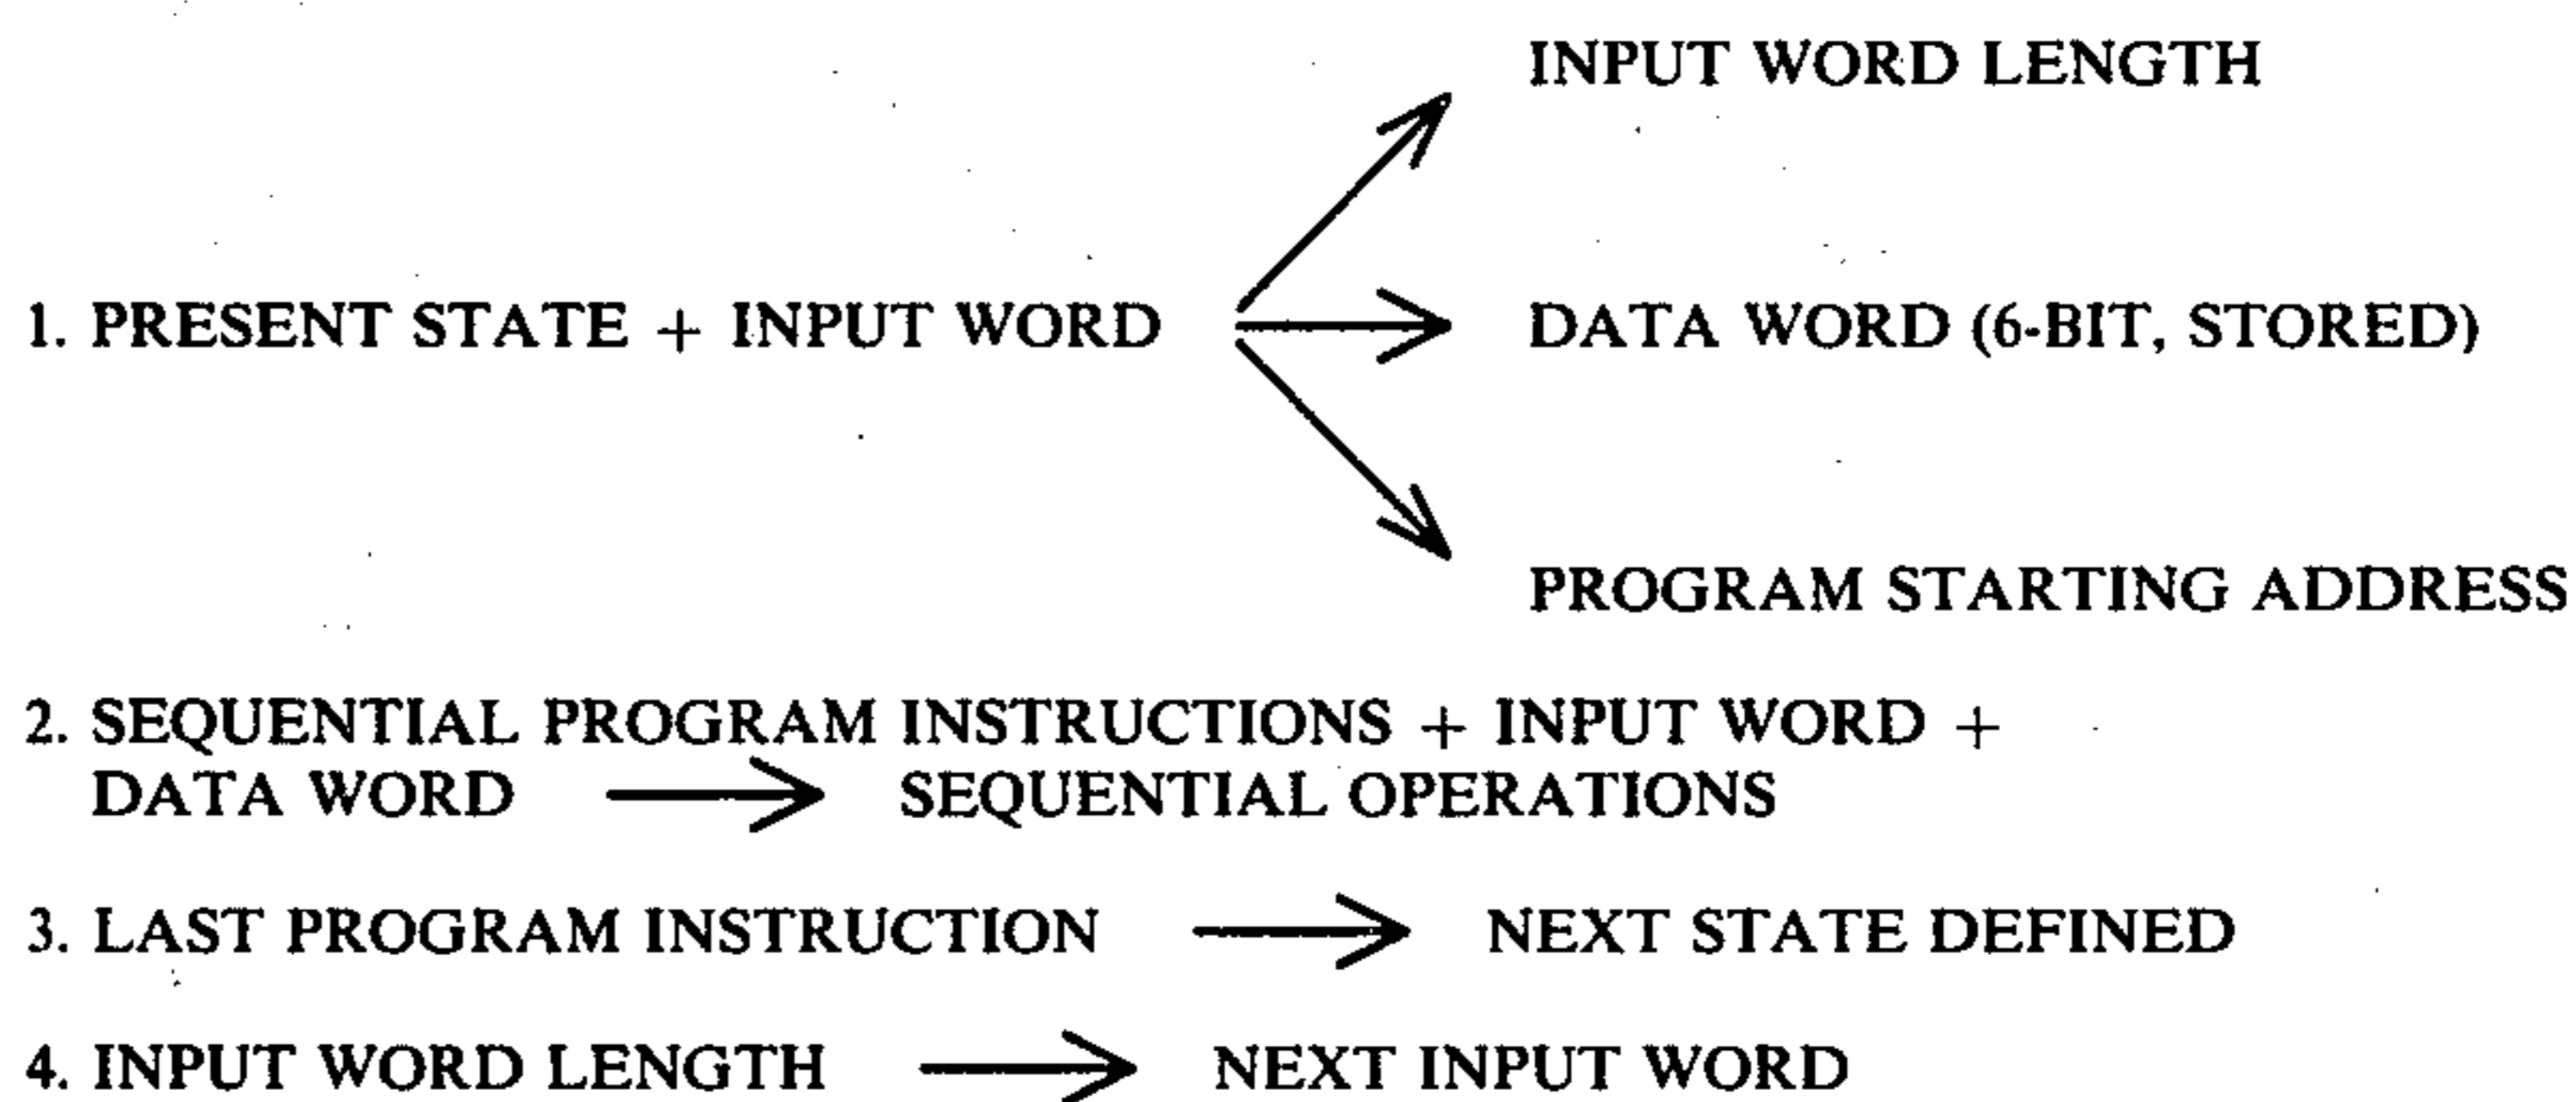 INPUT WORD LENGTH
1. PRESENT STATE + INPUT WORD
DATA WORD (6-BIT, STORED)
PROGRAM STARTING ADDRESS
2. SEQUENTIAL PROGRAM INSTRUCTIONS + INPUT WORD +
DATA WORD SEQUENTIAL OPERATIONS
3. LAST PROGRAM INSTRUCTION NEXT STATE DEFINED
4. INPUT WORD LENGTH NEXT INPUT WORD